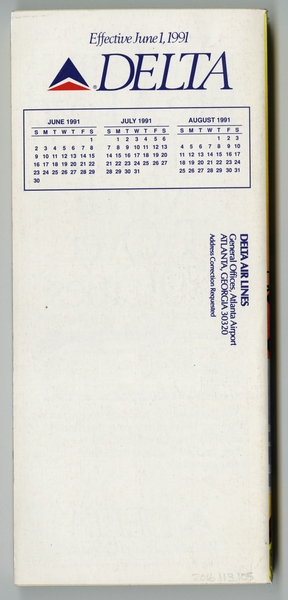 Effective June 1, 1991
® DELTA
JUNE 1991
S M T W T F S
1
2 3 4 5 6 7 8
9 10 11 12 13 14 15
16 17 18 19 20 21 22
23 24 25 26 27 28 29
30
JULY 1991
S M T W T F S
1 2 3 4 5 6
7 8 9 10 11 12 13
14 15 16 17 18 19 20
21 22 23 24 25 26 27
28 29 30 31
AUGUST 1991
S M T W T F S
1 2 3
4 5 6 7 8 9 10
11 12 13 14 15 16 17
18 19 20 21 22 23 24
25 26 27 28 29 30 31
DELTA AIR LINES
General Offices, Atlanta Airport
ATLANTA, GEORGIA 30320
Address Correction Requested